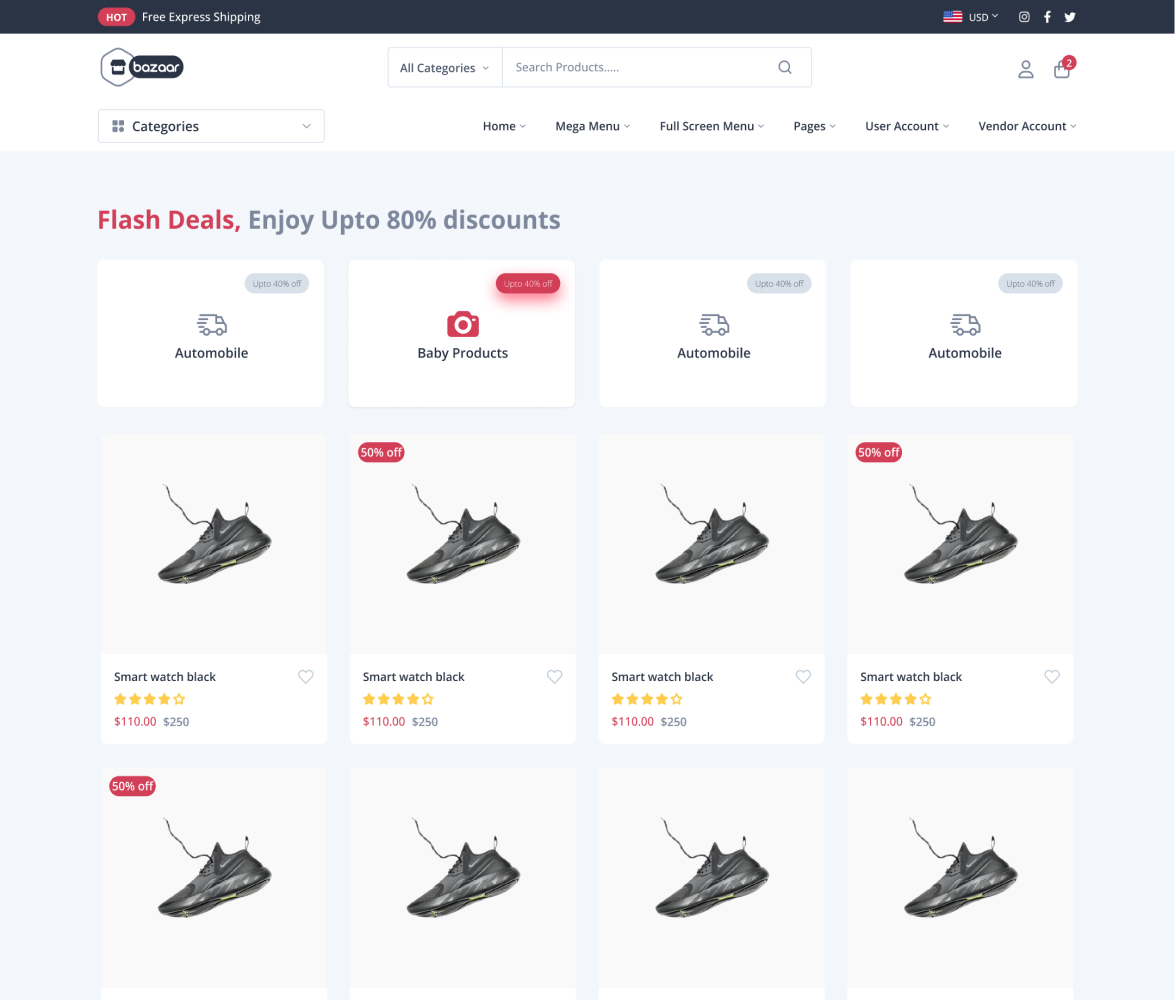 HOT Free Express Shipping USD
bazaar All Categories Search Products..... 2
Categories Home Mega Menu Full Screen Menu Pages User Account Vendor Account
Flash Deals, Enjoy Upto 80% discounts
Upto 40% off Upto 40% off Upto 40% off Upto 40% off
Automobile Baby Products Automobile Automobile
50% off 50% off
Smart watch black Smart watch black Smart watch black Smart watch black
$110.00 $250 $110.00 $250 $110.00 $250 $110.00 $250
50% off